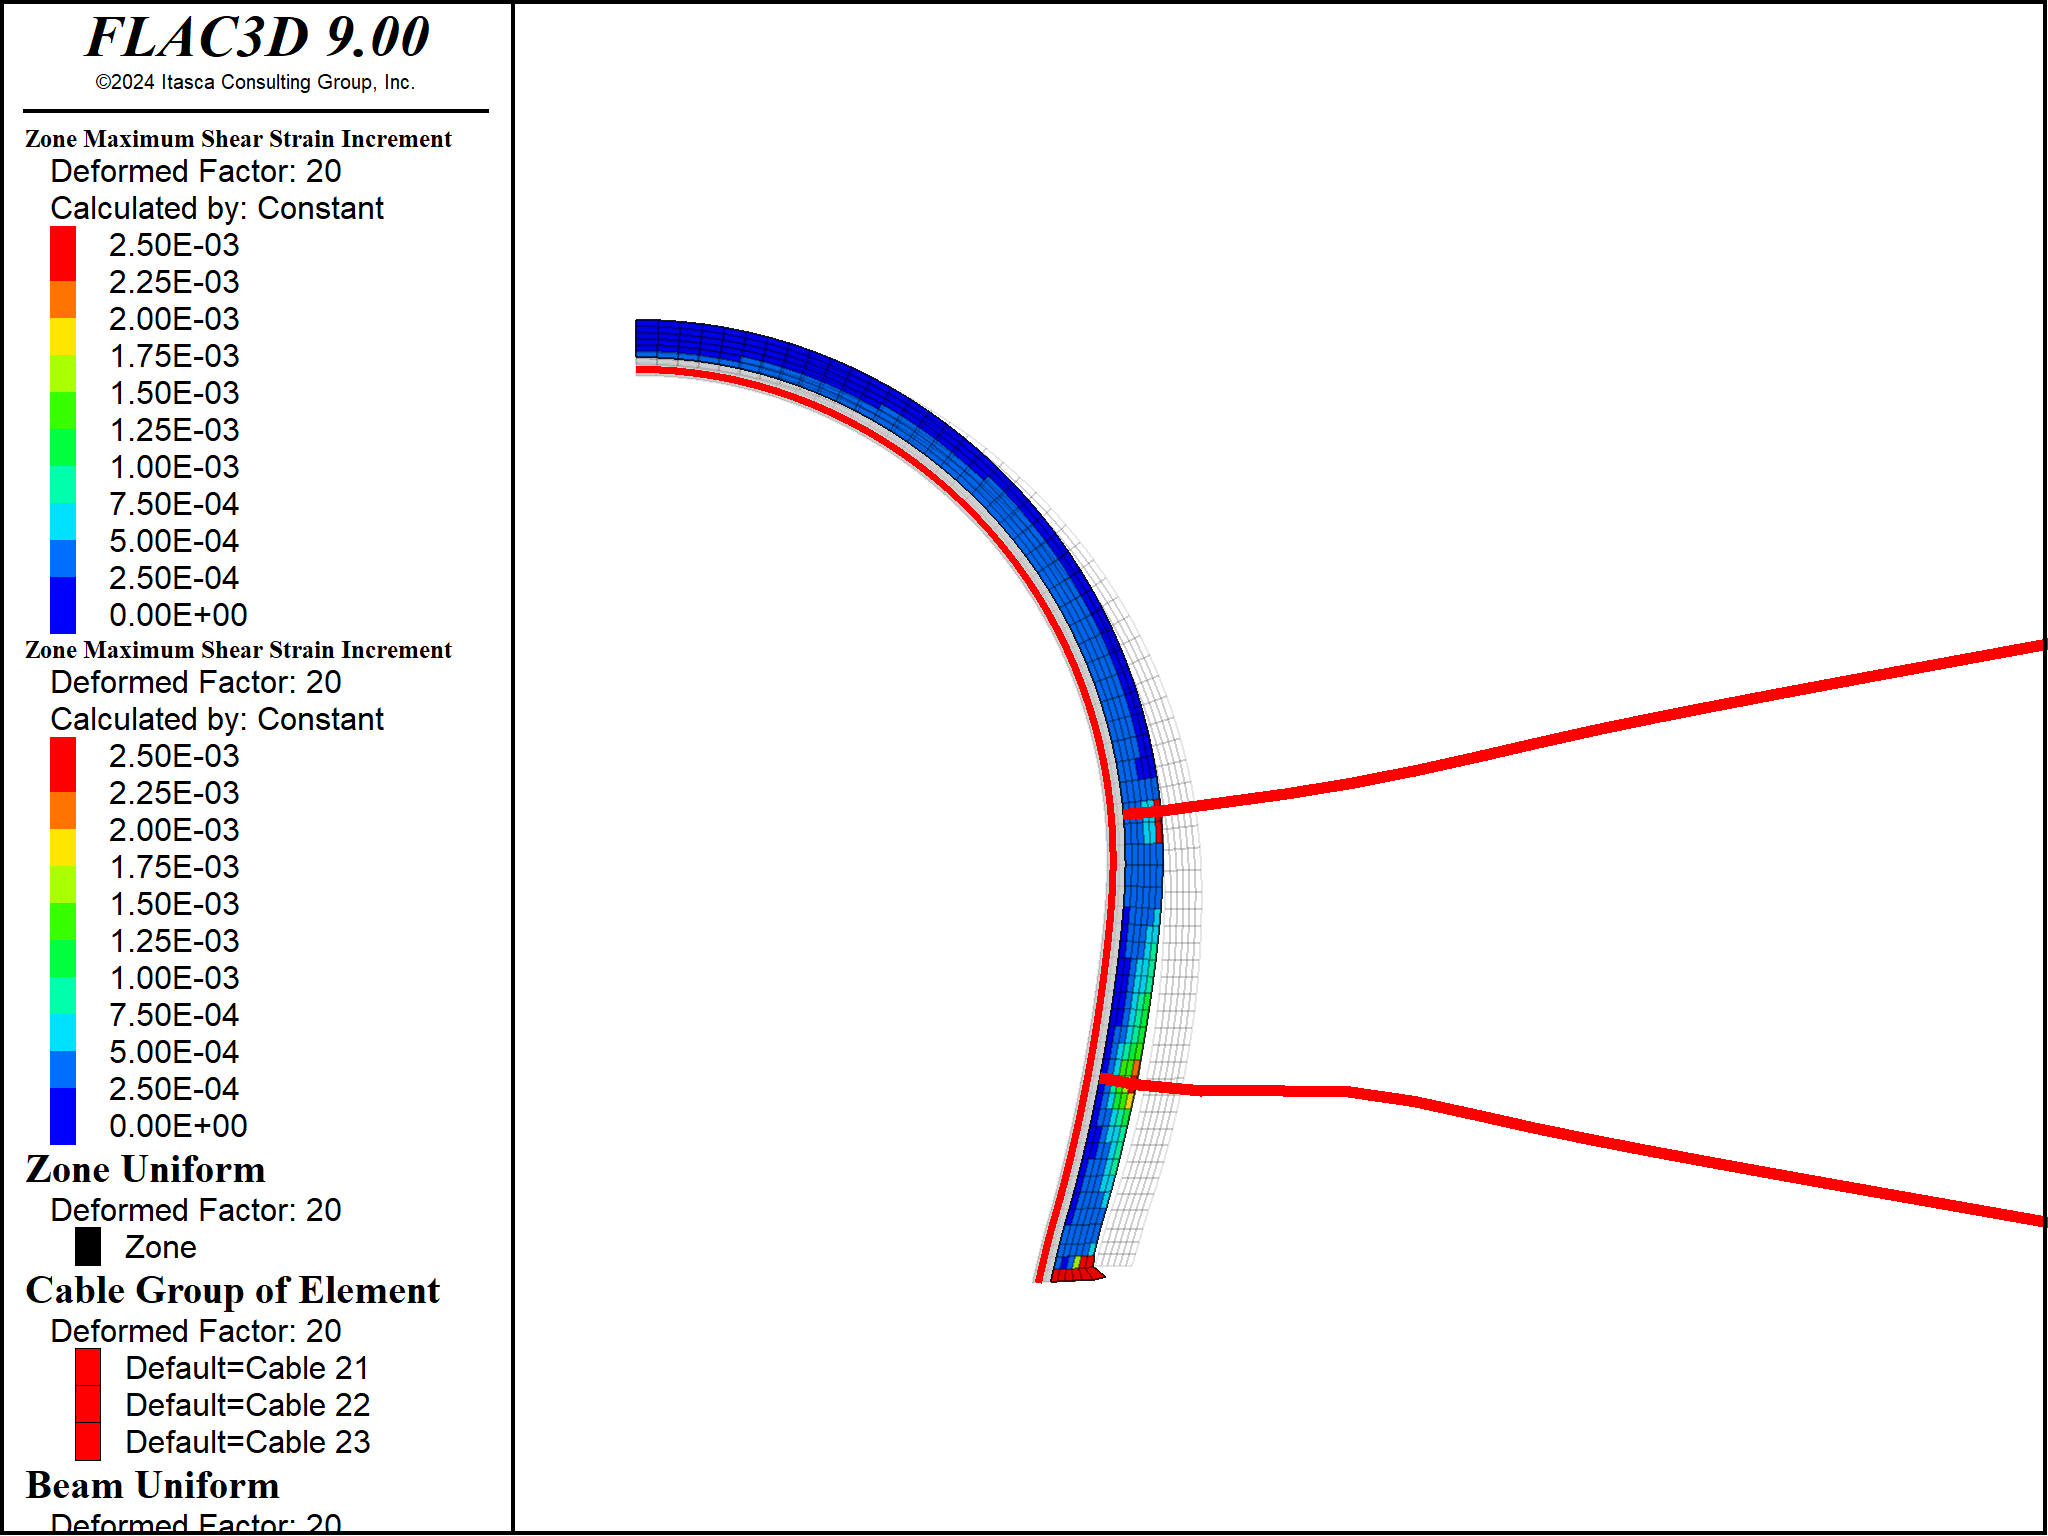 FLAC3D 9.00
©2024 Itasca Consulting Group, Inc.
Zone Maximum Shear Strain Increment
Deformed Factor: 20
Calculated by: Constant
2.50E-03
2.25E-03
2.00E-03
1.75E-03
1.50E-03
1.25E-03
1.00E-03
7.50E-04
5.00E-04
2.50E-04
0.00E+00
Zone Maximum Shear Strain Increment
Deformed Factor: 20
Calculated by: Constant
2.50E-03
2.25E-03
2.00E-03
1.75E-03
1.50E-03
1.25E-03
1.00E-03
7.50E-04
5.00E-04
2.50E-04
0.00E+00
Zone Uniform
Deformed Factor: 20
Zone
Cable Group of Element
Deformed Factor: 20
Default=Cable 21
Default=Cable 22
Default=Cable 23
Beam Uniform
Deformed Factor: 20